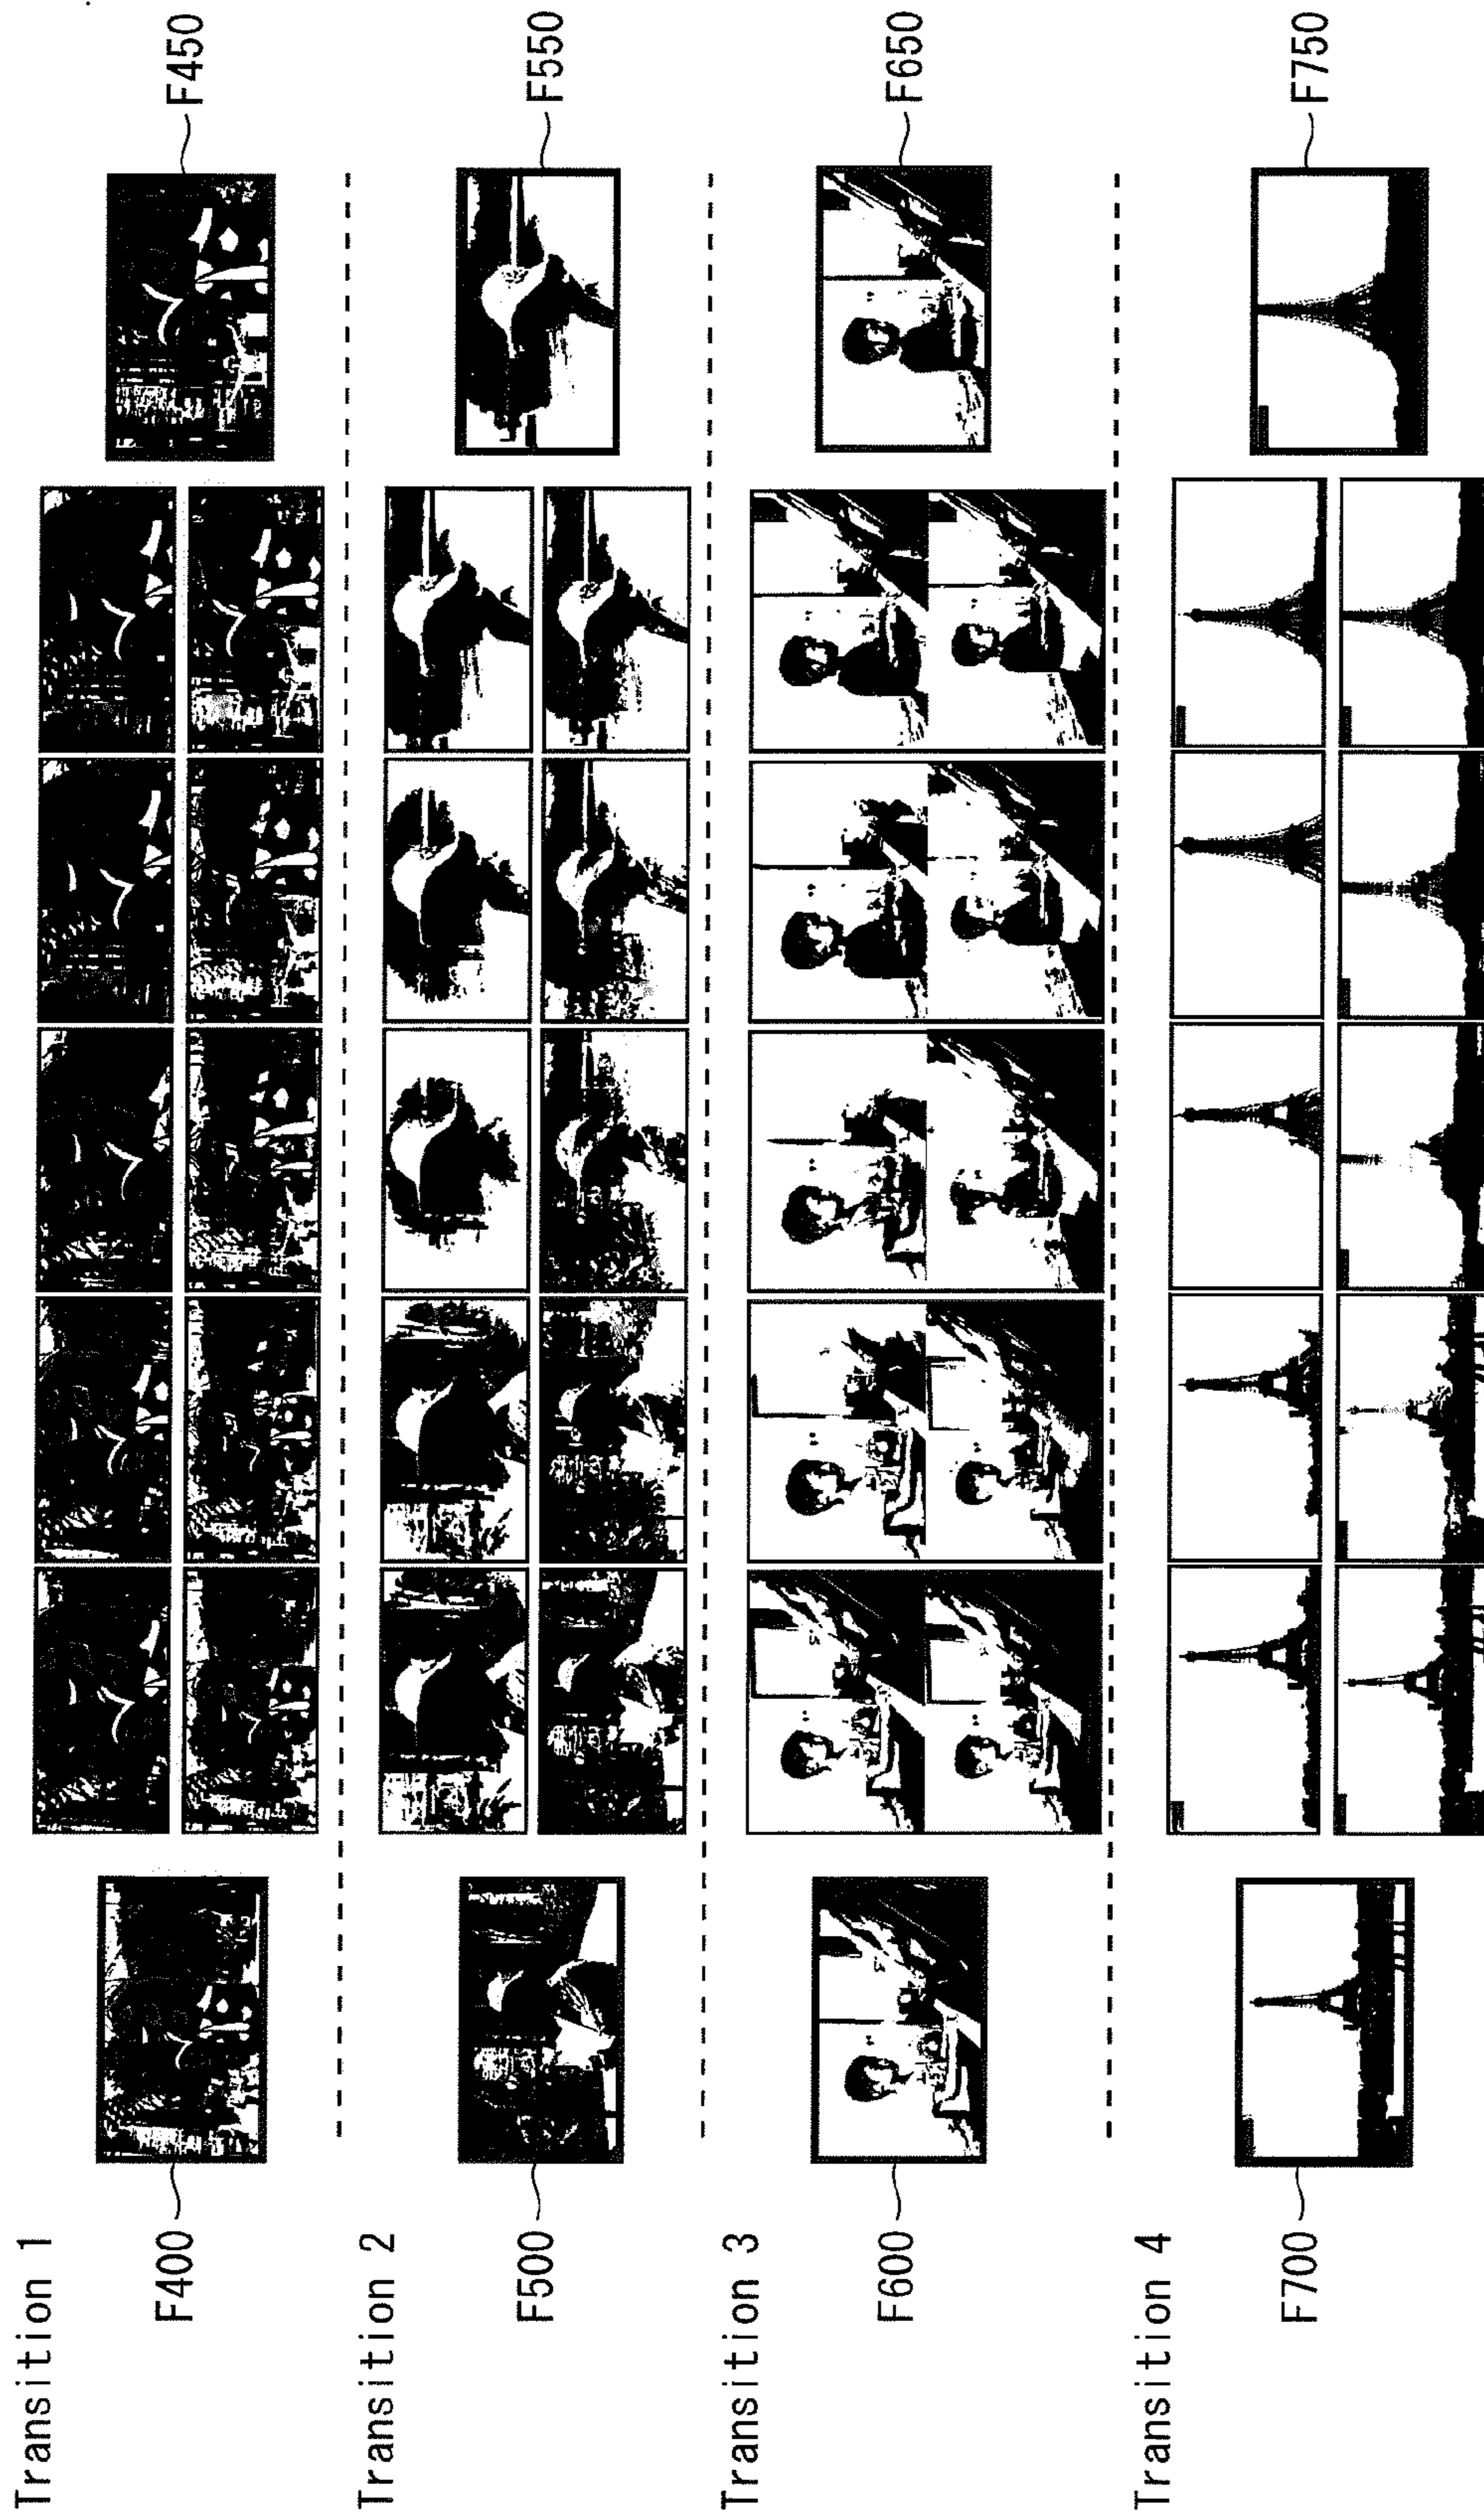 Transition 1
F400
F450
Transition 2
F500
F550
Transition 3
F600
F650
Transition 4
F700
F750